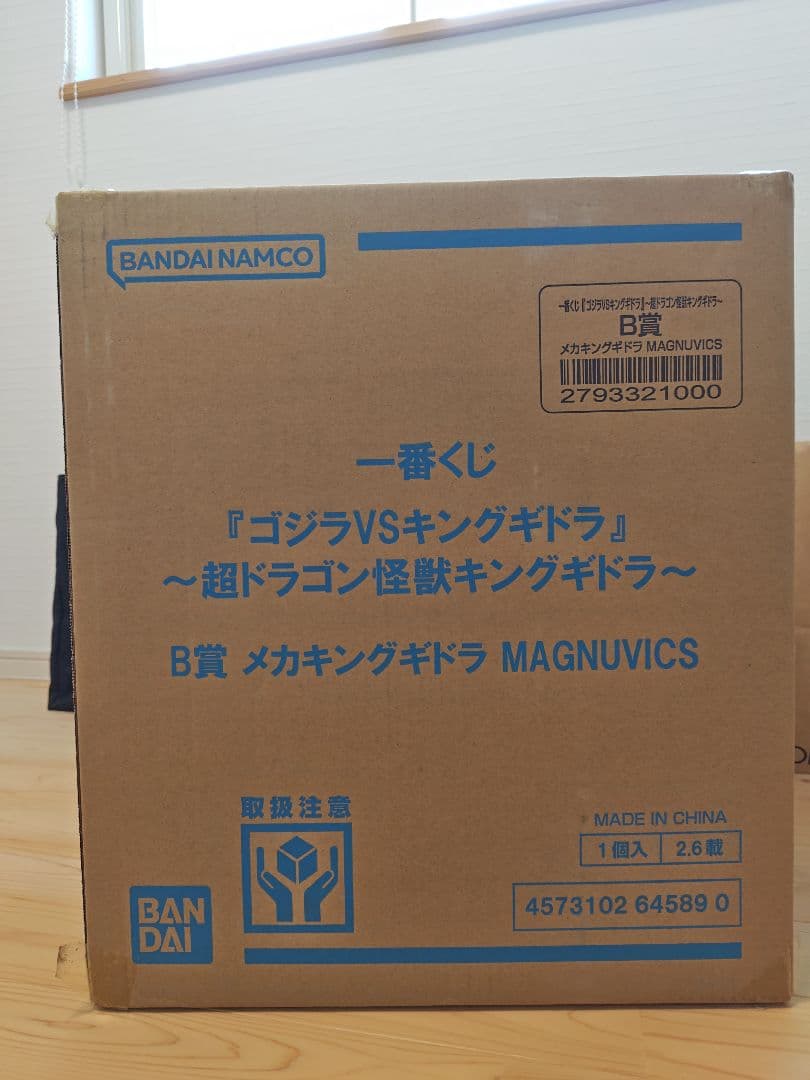 BANDAI NAMCO
一番くじ『ゴジラVSキングギドラ』～超ドラゴン怪獣キングギドラ～
B賞
メカキングギドラ MAGNUVICS
2793321000
一番くじ
『ゴジラVSキングギドラ』
～超ドラゴン怪獣キングギドラ～
B賞 メカキングギドラ MAGNUVICS
取扱注意
MADE IN CHINA
1個入 2.6載
4573102 64589 0
BAN
DAI